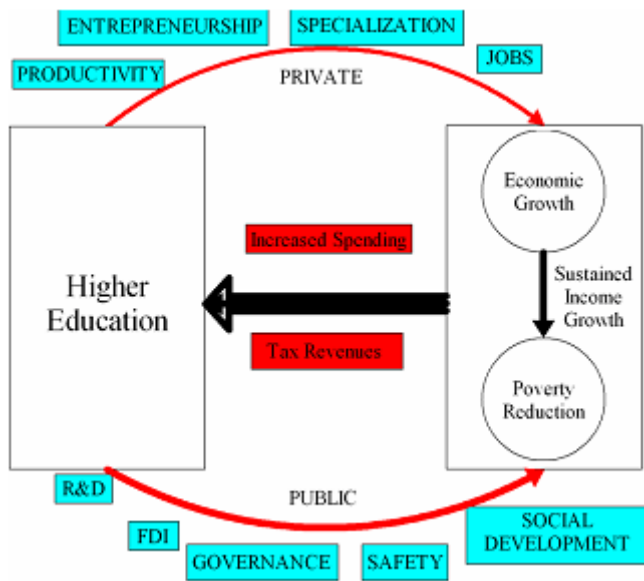 ENTREPRENEURSHIP
SPECIALIZATION
PRODUCTIVITY
JOBS
PRIVATE
Economic
Growth
Increased Spending
Higher
Education
Sustained
Income
Growth
Tax Revenues
Poverty
Reduction
R&D
PUBLIC
FDI
GOVERNANCE
SAFETY
SOCIAL
DEVELOPMENT